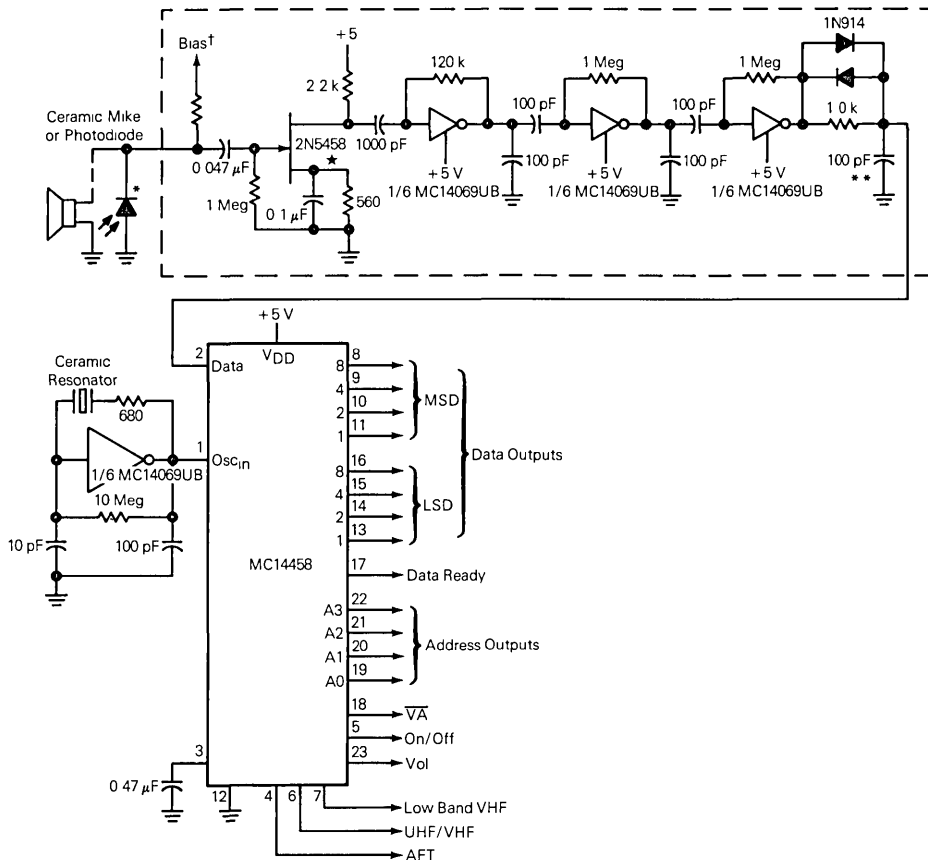 1N914
+5
Bias†
2 2 k
120 k
1 Meg
1 Meg
1 0 k
Ceramic Mike
or Photodiode
*
0 047 µF
2N5458
★
1000 pF
100 pF
100 pF
100 pF
100 pF
100 pF
**
+5 V
+5 V
+5 V
1/6 MC14069UB
1/6 MC14069UB
1/6 MC14069UB
1 Meg
0 1 µF
560
+5 V
2
Data
VDD
8
8
9
4
10
2
11
1
MSD
16
8
15
4
14
2
13
1
LSD
Data Outputs
Ceramic
Resonator
680
1
Oscin
1/6 MC14069UB
10 Meg
10 pF
100 pF
MC14458
17
Data Ready
A3
22
A2
21
A1
20
A0
19
Address Outputs
18
VA
5
On/Off
23
Vol
3
0 47 µF
12
4
6
7
Low Band VHF
UHF/VHF
AFT